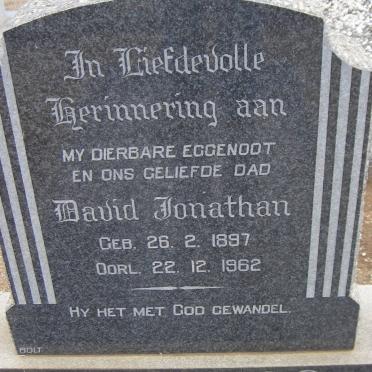 In Liefdevolle
Herinnering aan
MY DIERBARE EGGENOOT
EN ONS GELIEFDE DAD
David Jonathan
GEB. 26. 2. 1897
OORL. 22. 12. 1962
HY HET MET GOD GEWANDEL.
BOLT